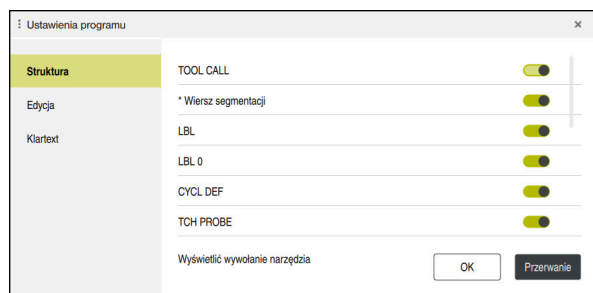 Ustawienia programu
Struktura
Edycja
Klartext
TOOL CALL
* Wiersz segmentacji
LBL
LBL 0
CYCL DEF
TCH PROBE
Wyświetlić wywołanie narzędzia
OK
Przerwanie